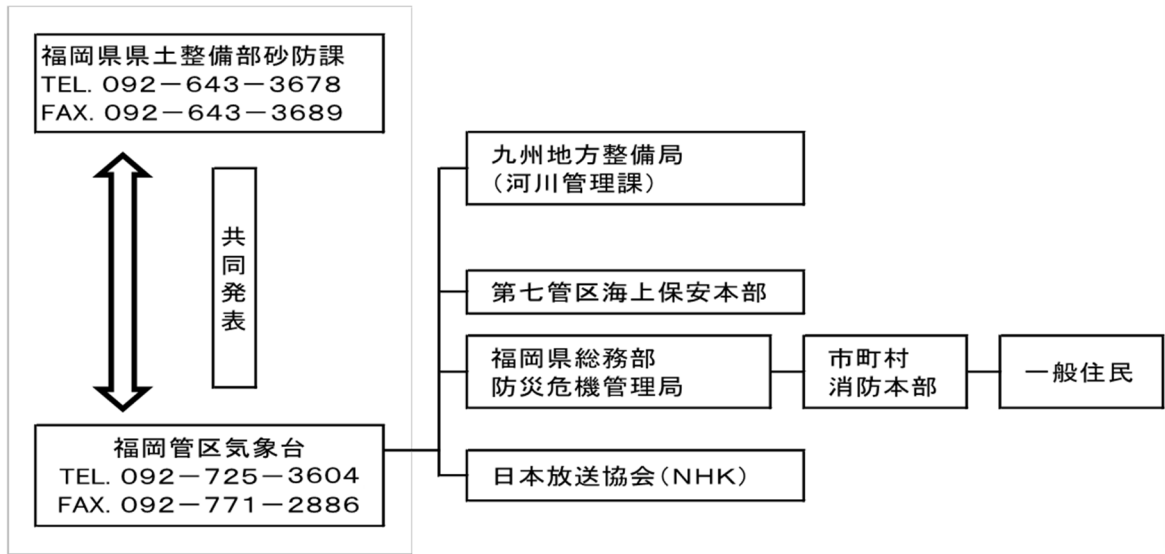 福岡県県土整備部砂防課
TEL. 092-643-3678
FAX. 092-643-3689
共同発表
福岡管区気象台
TEL. 092-725-3604
FAX. 092-771-2886
九州地方整備局
（河川管理課）
第七管区海上保安本部
福岡県総務部
防災危機管理局
市町村
消防本部
一般住民
日本放送協会（NHK）